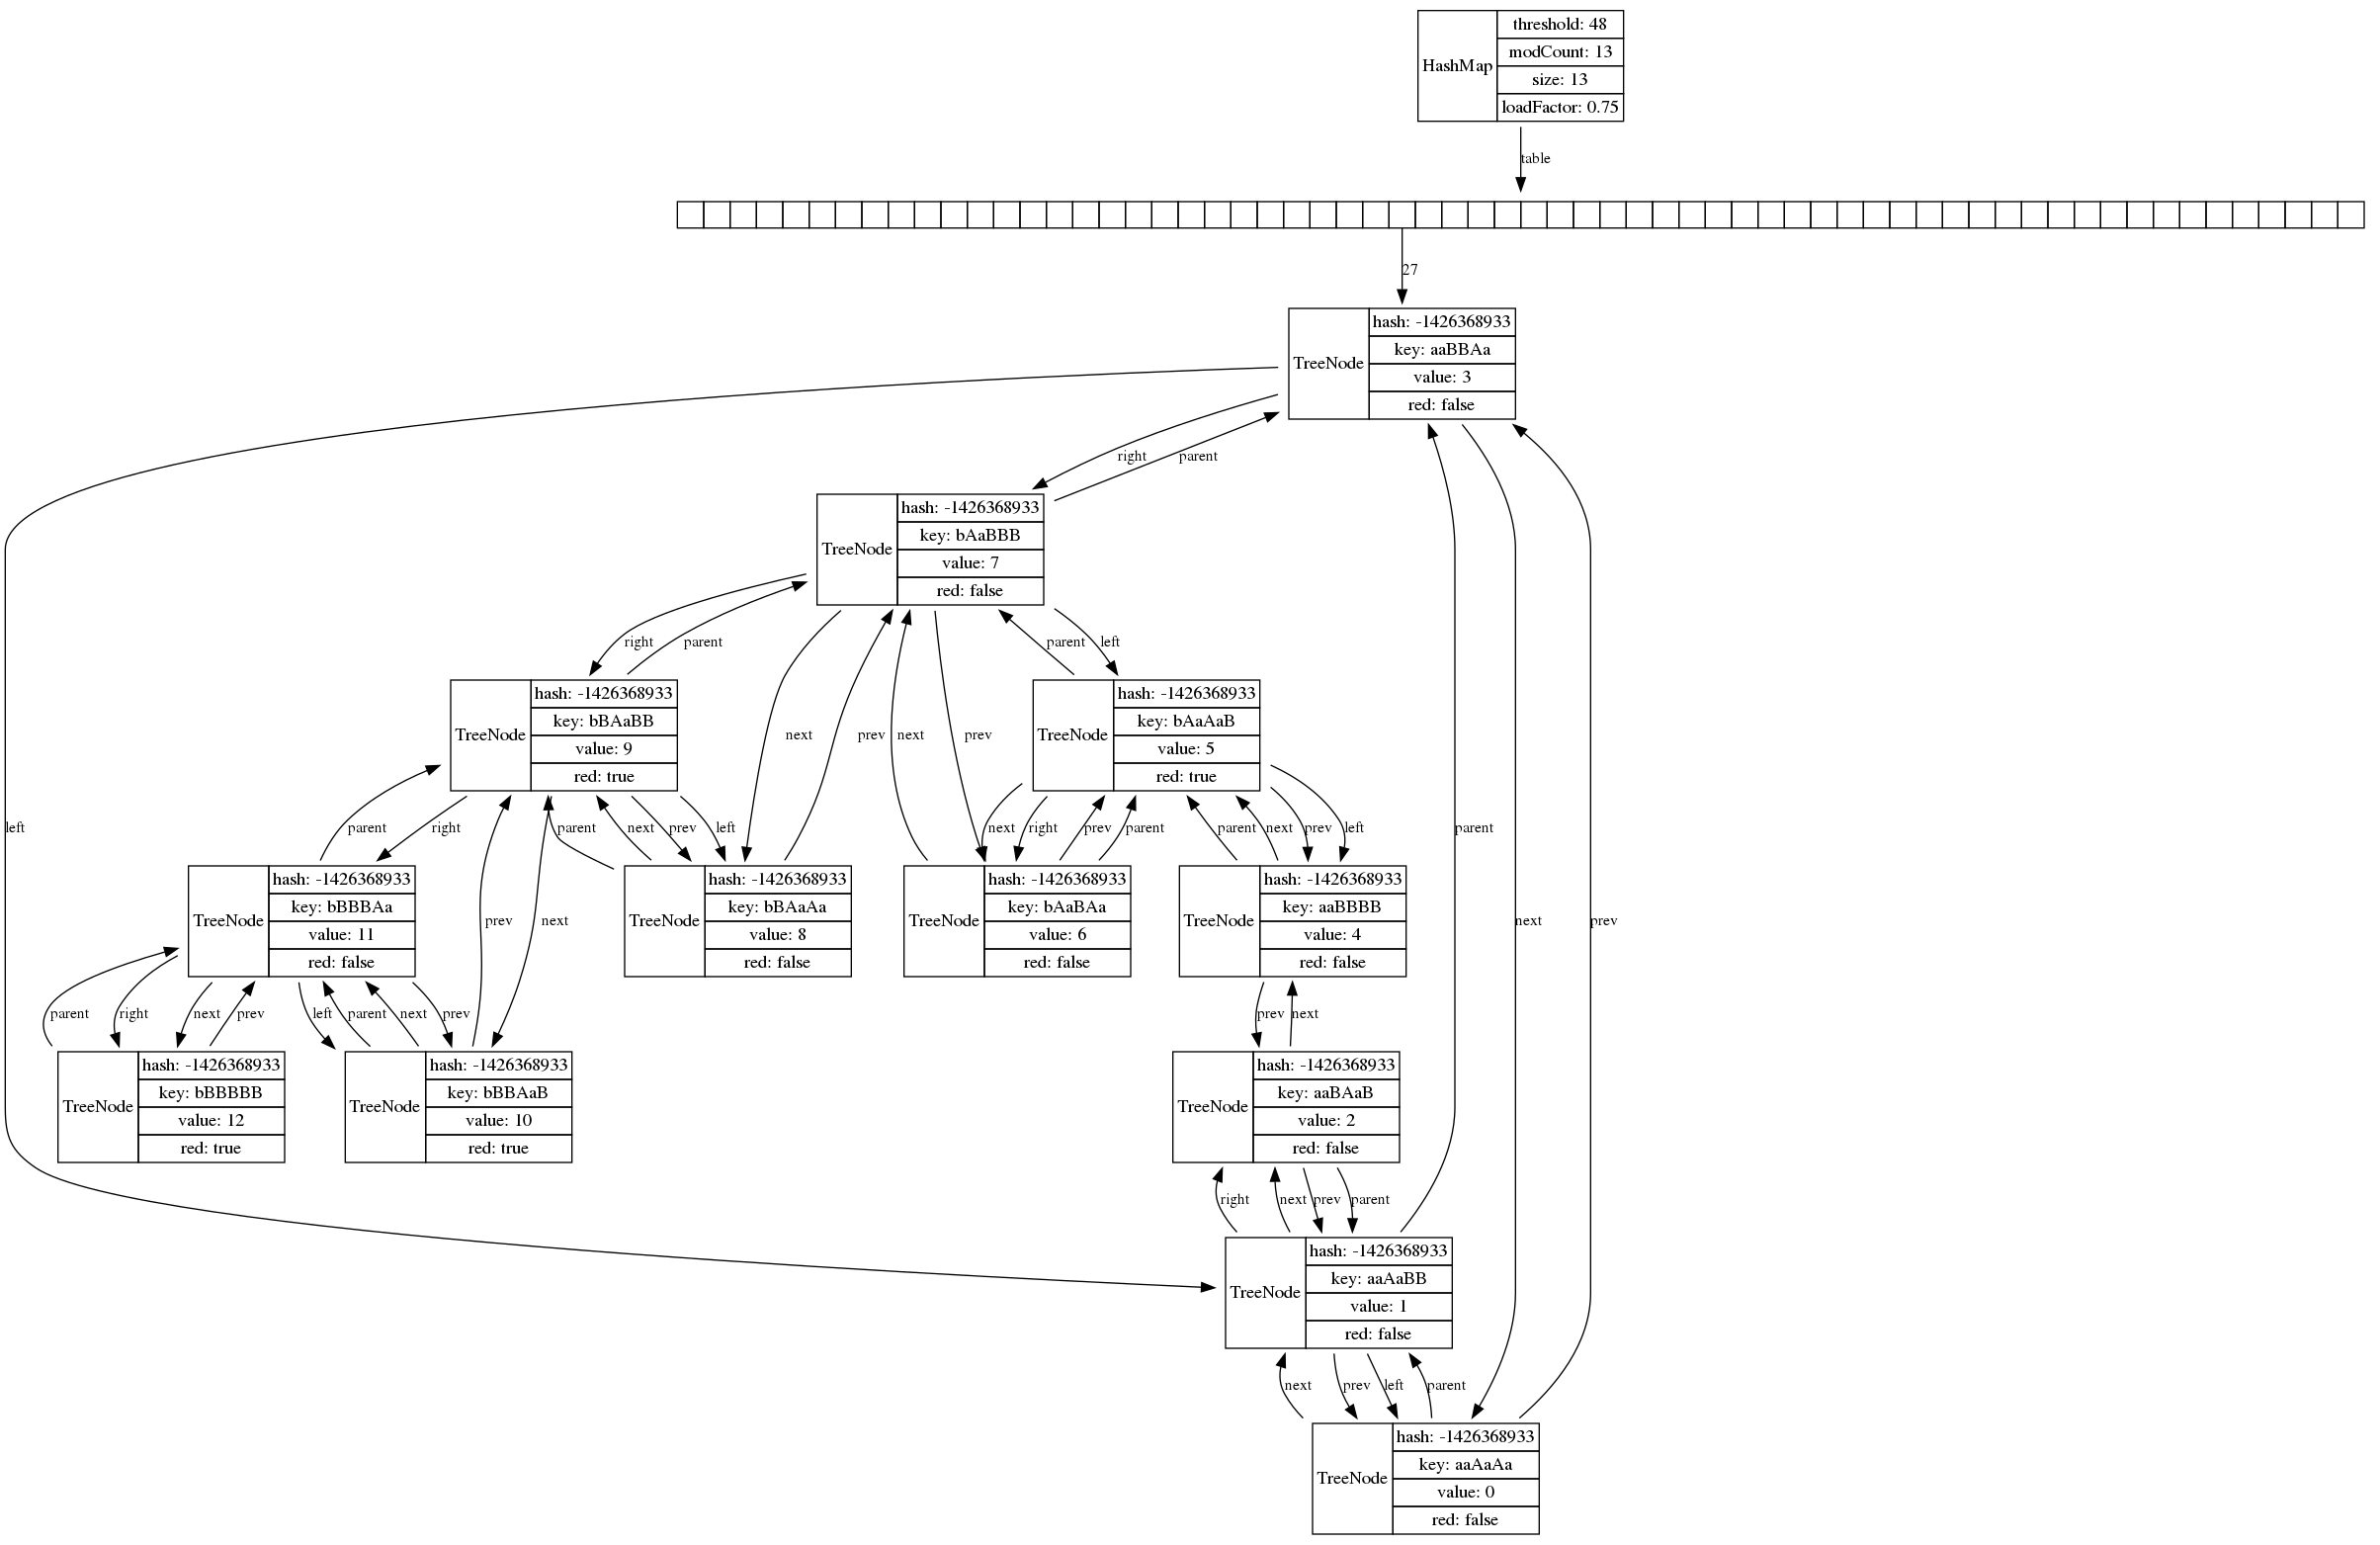 HashMap
threshold: 48
modCount: 13
size: 13
loadFactor: 0.75
table
27
TreeNode
hash: -1426368933
key: aaBBAa
value: 3
red: false
right
parent
TreeNode
hash: -1426368933
key: bAaBBB
value: 7
red: false
right
parent
parent
left
TreeNode
hash: -1426368933
key: bBAaBB
value: 9
red: true
next
prev
next
prev
TreeNode
hash: -1426368933
key: bAaAaB
value: 5
red: true
left
parent
right
parent
next
prev
left
next
right
prev
parent
parent
next
prev
left
parent
TreeNode
hash: -1426368933
key: bBBBAa
value: 11
red: false
prev
next
TreeNode
hash: -1426368933
key: bBAaAa
value: 8
red: false
TreeNode
hash: -1426368933
key: bAaBAa
value: 6
red: false
TreeNode
hash: -1426368933
key: aaBBBB
value: 4
red: false
next
prev
parent
right
next
prev
left
parent
next
prev
prev
next
TreeNode
hash: -1426368933
key: bBBBBB
value: 12
red: true
TreeNode
hash: -1426368933
key: bBBAaB
value: 10
red: true
TreeNode
hash: -1426368933
key: aaBAaB
value: 2
red: false
right
next
prev
parent
TreeNode
hash: -1426368933
key: aaAaBB
value: 1
red: false
next
prev
left
parent
TreeNode
hash: -1426368933
key: aaAaAa
value: 0
red: false